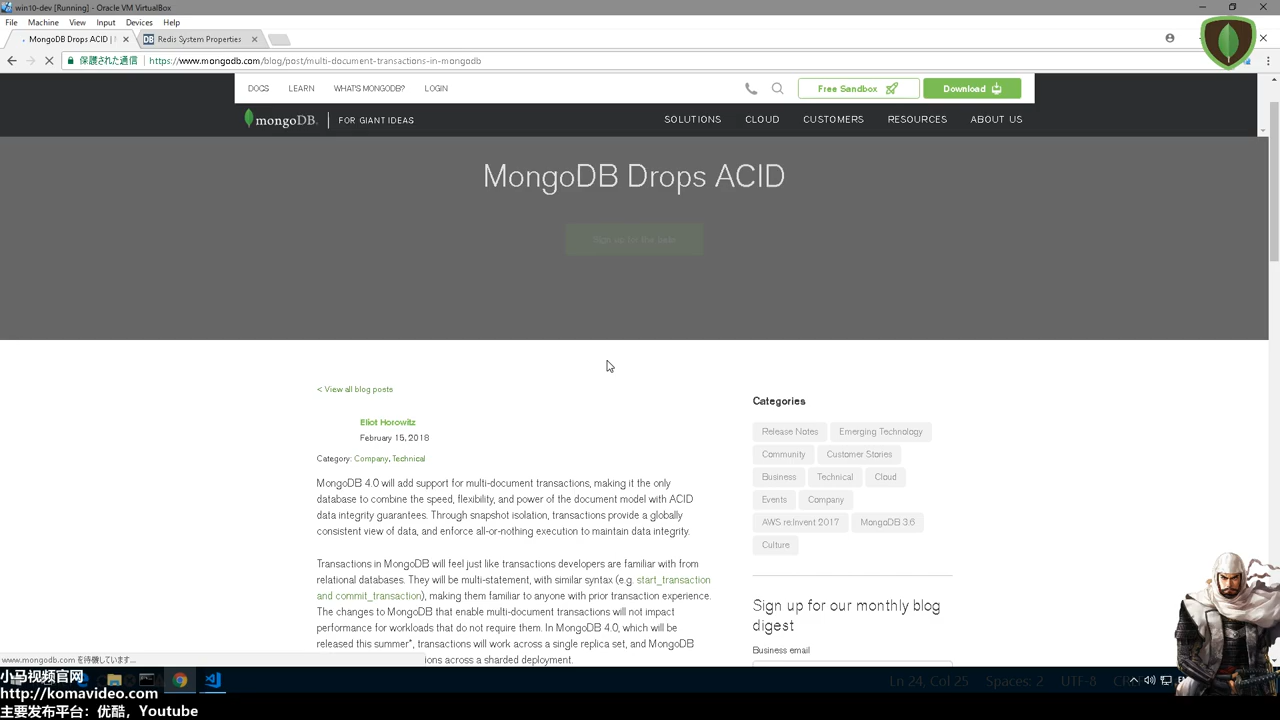 win10-dev [Running] - Oracle VM VirtualBox
File Machine View Input Devices Help
MongoDB Drops ACID | Redis System Properties
保護された通信 https://www.mongodb.com/blog/post/multi-document-transactions-in-mongodb
DOCS LEARN WHAT'S MONGODB? LOGIN Free Sandbox Download
mongoDB. FOR GIANT IDEAS SOLUTIONS CLOUD CUSTOMERS RESOURCES ABOUT US
MongoDB Drops ACID
Sign up for the beta
< View all blog posts
Eliot Horowitz
February 15, 2018
Category: Company, Technical
MongoDB 4.0 will add support for multi-document transactions, making it the only
database to combine the speed, flexibility, and power of the document model with ACID
data integrity guarantees. Through snapshot isolation, transactions provide a globally
consistent view of data, and enforce all-or-nothing execution to maintain data integrity.
Transactions in MongoDB will feel just like transactions developers are familiar with from
relational databases. They will be multi-statement, with similar syntax (e.g. start_transaction
and commit_transaction), making them familiar to anyone with prior transaction experience.
The changes to MongoDB that enable multi-document transactions will not impact
performance for workloads that do not require them. In MongoDB 4.0, which will be
released this summer*, transactions will work across a single replica set, and MongoDB
ions across a sharded deployment.
Categories
Release Notes Emerging Technology
Community Customer Stories
Business Technical Cloud
Events Company
AWS re:Invent 2017 MongoDB 3.6
Culture
Sign up for our monthly blog
digest
Business email
www.mongodb.com を待機しています...
Ln 24, Col 25 Spaces: 2 UTF-8
小马视频官网
http://komavideo.com
主要发布平台：优酷，Youtube